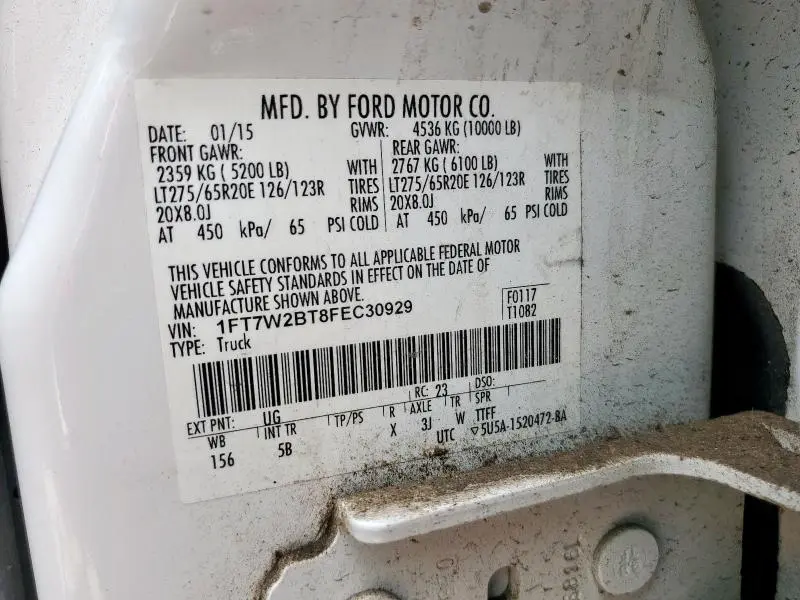 MFD. BY FORD MOTOR CO.
DATE: 01/15 GVWR: 4536 KG (10000 LB)
FRONT GAWR: REAR GAWR:
2359 KG ( 5200 LB) WITH 2767 KG ( 6100 LB) WITH
LT275/65R20E 126/123R TIRES LT275/65R20E 126/123R TIRES
20X8.0J RIMS 20X8.0J RIMS
AT 450 kPa/ 65 PSI COLD AT 450 kPa/ 65 PSI COLD
THIS VEHICLE CONFORMS TO ALL APPLICABLE FEDERAL MOTOR
VEHICLE SAFETY STANDARDS IN EFFECT ON THE DATE OF
MANUFACTURE SHOWN ABOVE.
VIN: 1FT7W2BT8FEC30929 F0117
TYPE: Truck T1082
EXT PNT: UG RC: 23 DSO:
WB INT TR TP/PS R AXLE TR SPR
156 5B X 3J W TTFF
UTC ▽5U5A-1520472-BA